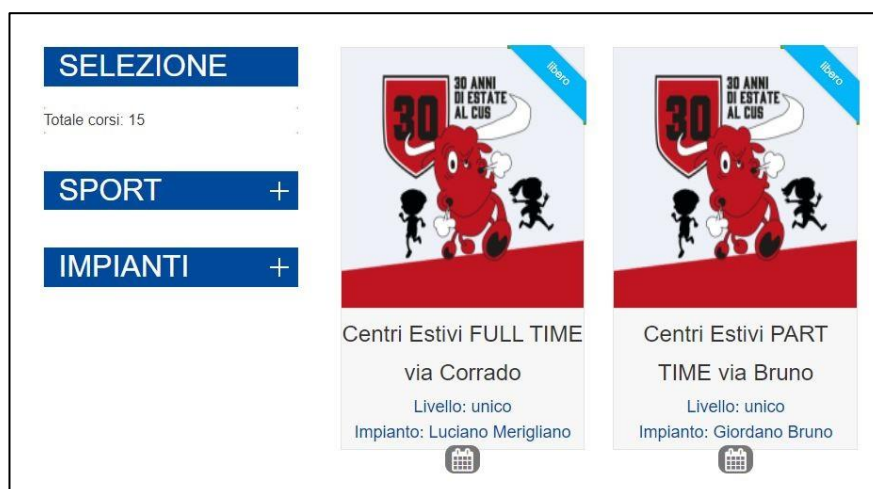 SELEZIONE
Totale corsi: 15
SPORT +
IMPIANTI +
libero
30
30 ANNI
DI ESTATE
AL CUS
Centri Estivi FULL TIME
via Corrado
Livello: unico
Impianto: Luciano Merigliano
libero
30
30 ANNI
DI ESTATE
AL CUS
Centri Estivi PART
TIME via Bruno
Livello: unico
Impianto: Giordano Bruno